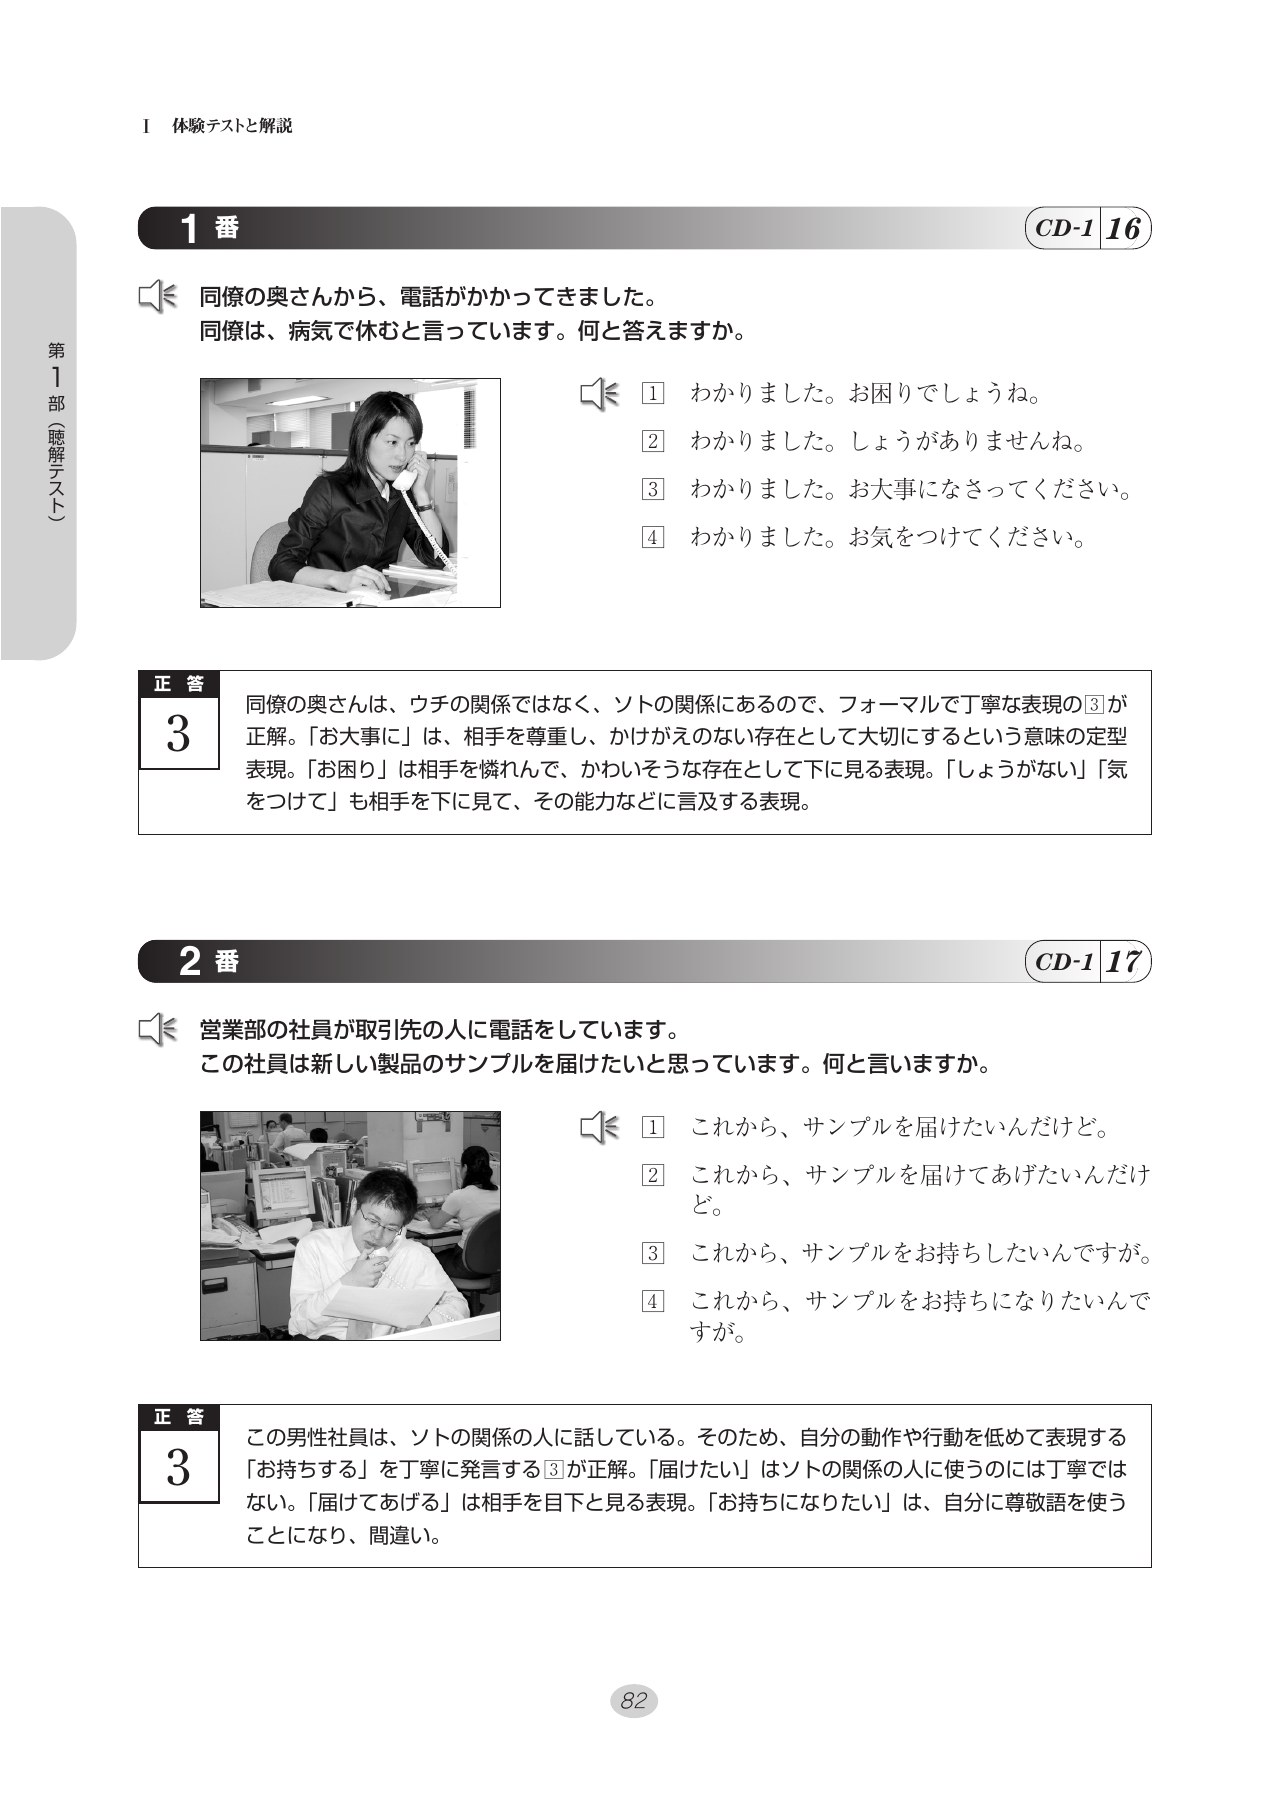 I 体験テストと解説
第1部（聴解テスト）
1番
CD-1 16
同僚の奥さんから、電話がかかってきました。
同僚は、病気で休むと言っています。何と答えますか。
1 わかりました。お困りでしょうね。
2 わかりました。しょうがありませんね。
3 わかりました。お大事になさってください。
4 わかりました。お気をつけてください。
正答
3
同僚の奥さんは、ウチの関係ではなく、ソトの関係にあるので、フォーマルで丁寧な表現の3が
正解。「お大事に」は、相手を尊重し、かけがえのない存在として大切にするという意味の定型
表現。「お困り」は相手を憐れんで、かわいそうな存在として下に見る表現。「しょうがない」「気
をつけて」も相手を下に見て、その能力などに言及する表現。
2番
CD-1 17
営業部の社員が取引先の人に電話をしています。
この社員は新しい製品のサンプルを届けたいと思っています。何と言いますか。
1 これから、サンプルを届けたいんだけど。
2 これから、サンプルを届けてあげたいんだけ
ど。
3 これから、サンプルをお持ちしたいんですが。
4 これから、サンプルをお持ちになりたいんで
すが。
正答
3
この男性社員は、ソトの関係の人に話している。そのため、自分の動作や行動を低めて表現する
「お持ちする」を丁寧に発言する3が正解。「届けたい」はソトの関係の人に使うのには丁寧では
ない。「届けてあげる」は相手を目下と見る表現。「お持ちになりたい」は、自分に尊敬語を使う
ことになり、間違い。
82